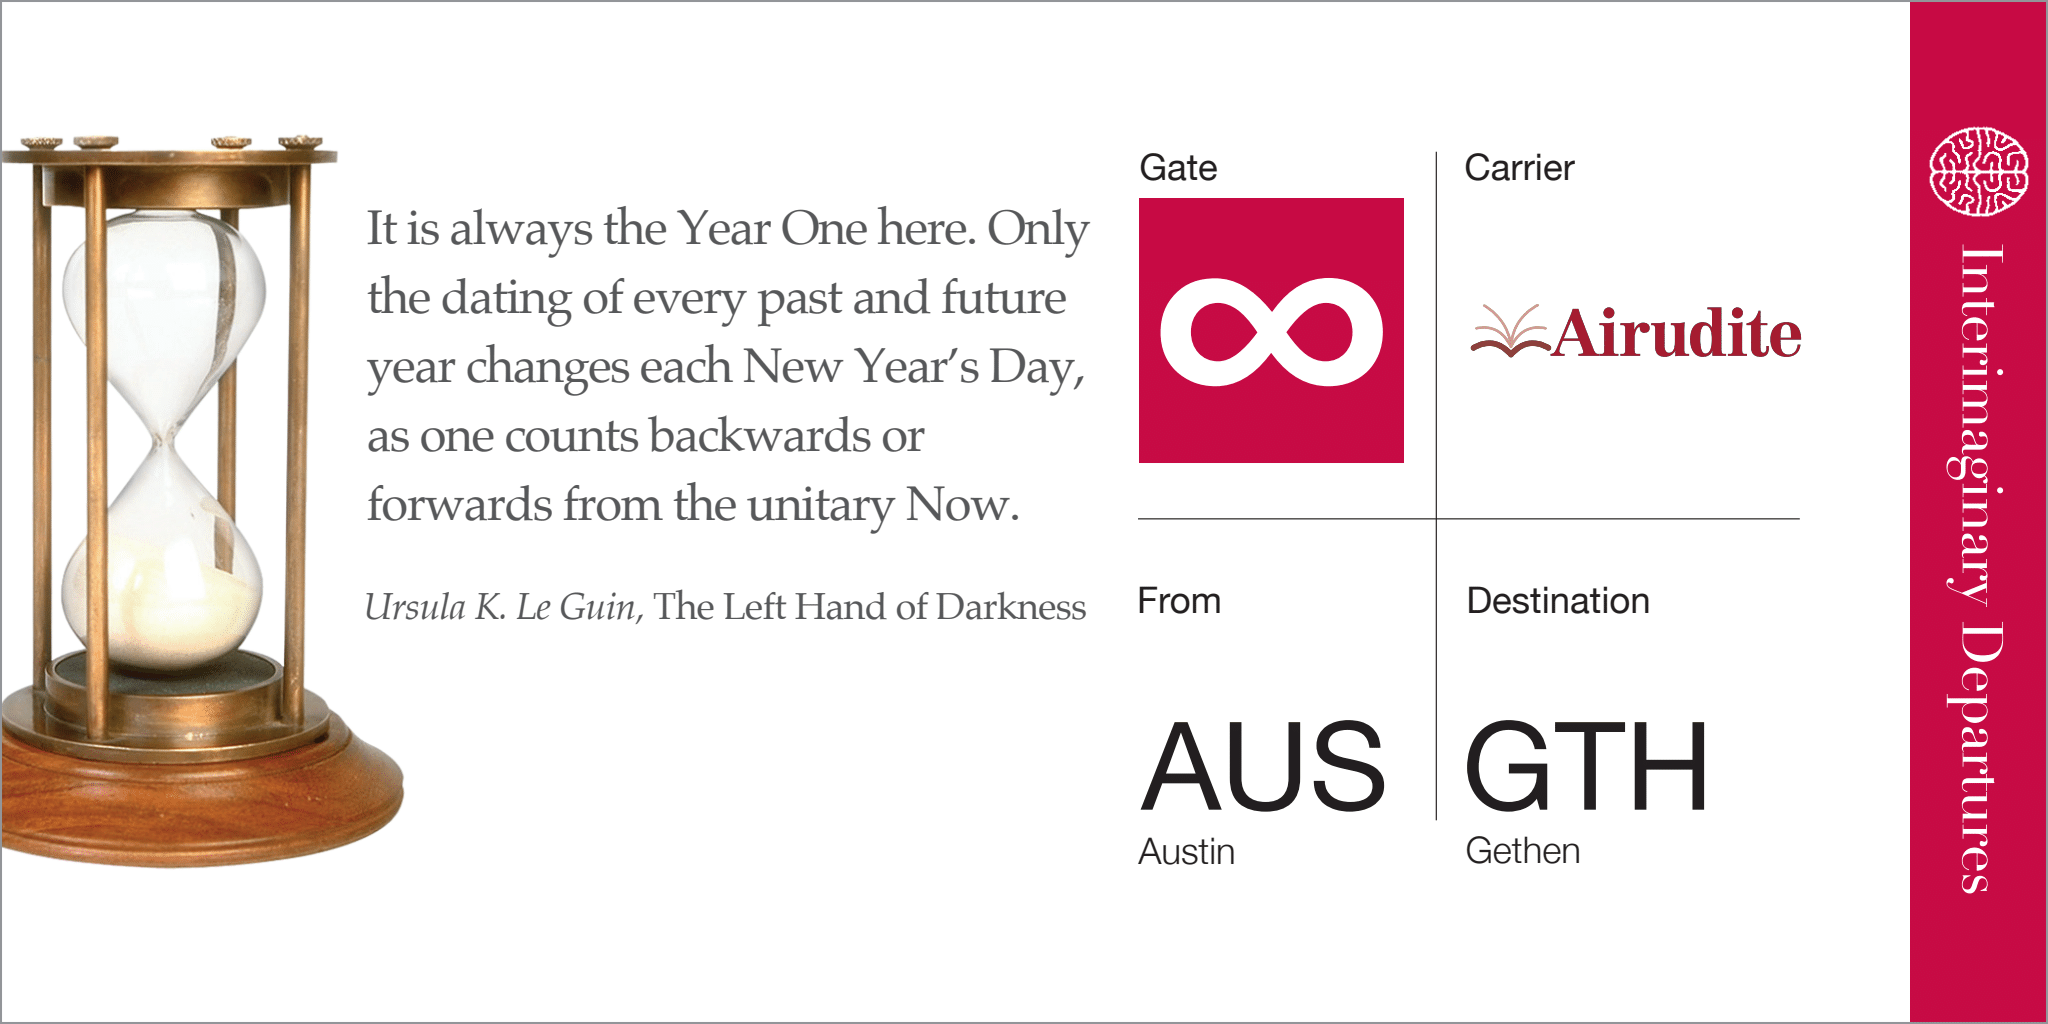 It is always the Year One here. Only
the dating of every past and future
year changes each New Year’s Day,
as one counts backwards or
forwards from the unitary Now.
Ursula K. Le Guin, The Left Hand of Darkness
Gate
Carrier
Airudite
From
Destination
AUS
GTH
Austin
Gethen
Interimaginary Departures